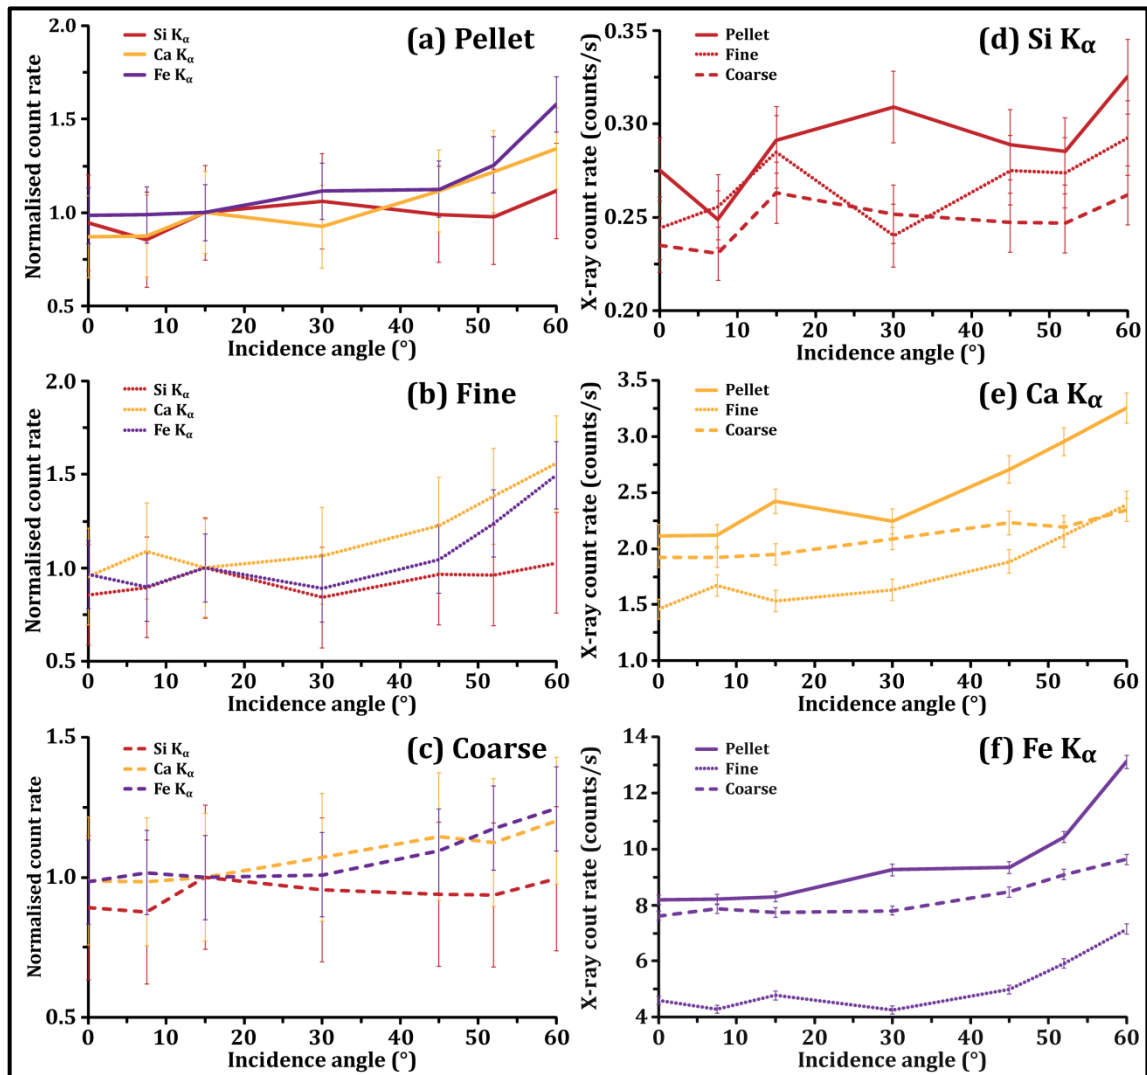 (a) Pellet
Si Kα
Ca Kα
Fe Kα
Normalised count rate
2.0
1.5
1.0
0.5
0 10 20 30 40 50 60
Incidence angle (°)
(d) Si Kα
Pellet
Fine
Coarse
X-ray count rate (counts/s)
0.35
0.30
0.25
0.20
0 10 20 30 40 50 60
Incidence angle (°)
(b) Fine
Si Kα
Ca Kα
Fe Kα
Normalised count rate
2.0
1.5
1.0
0.5
0 10 20 30 40 50 60
Incidence angle (°)
(e) Ca Kα
Pellet
Fine
Coarse
X-ray count rate (counts/s)
3.5
3.0
2.5
2.0
1.5
1.0
0 10 20 30 40 50 60
Incidence angle (°)
(c) Coarse
Si Kα
Ca Kα
Fe Kα
Normalised count rate
1.5
1.0
0.5
0 10 20 30 40 50 60
Incidence angle (°)
(f) Fe Kα
Pellet
Fine
Coarse
X-ray cout rate (counts/s)
14
12
10
8
6
4
0 10 20 30 40 50 60
Incidence angle (°)